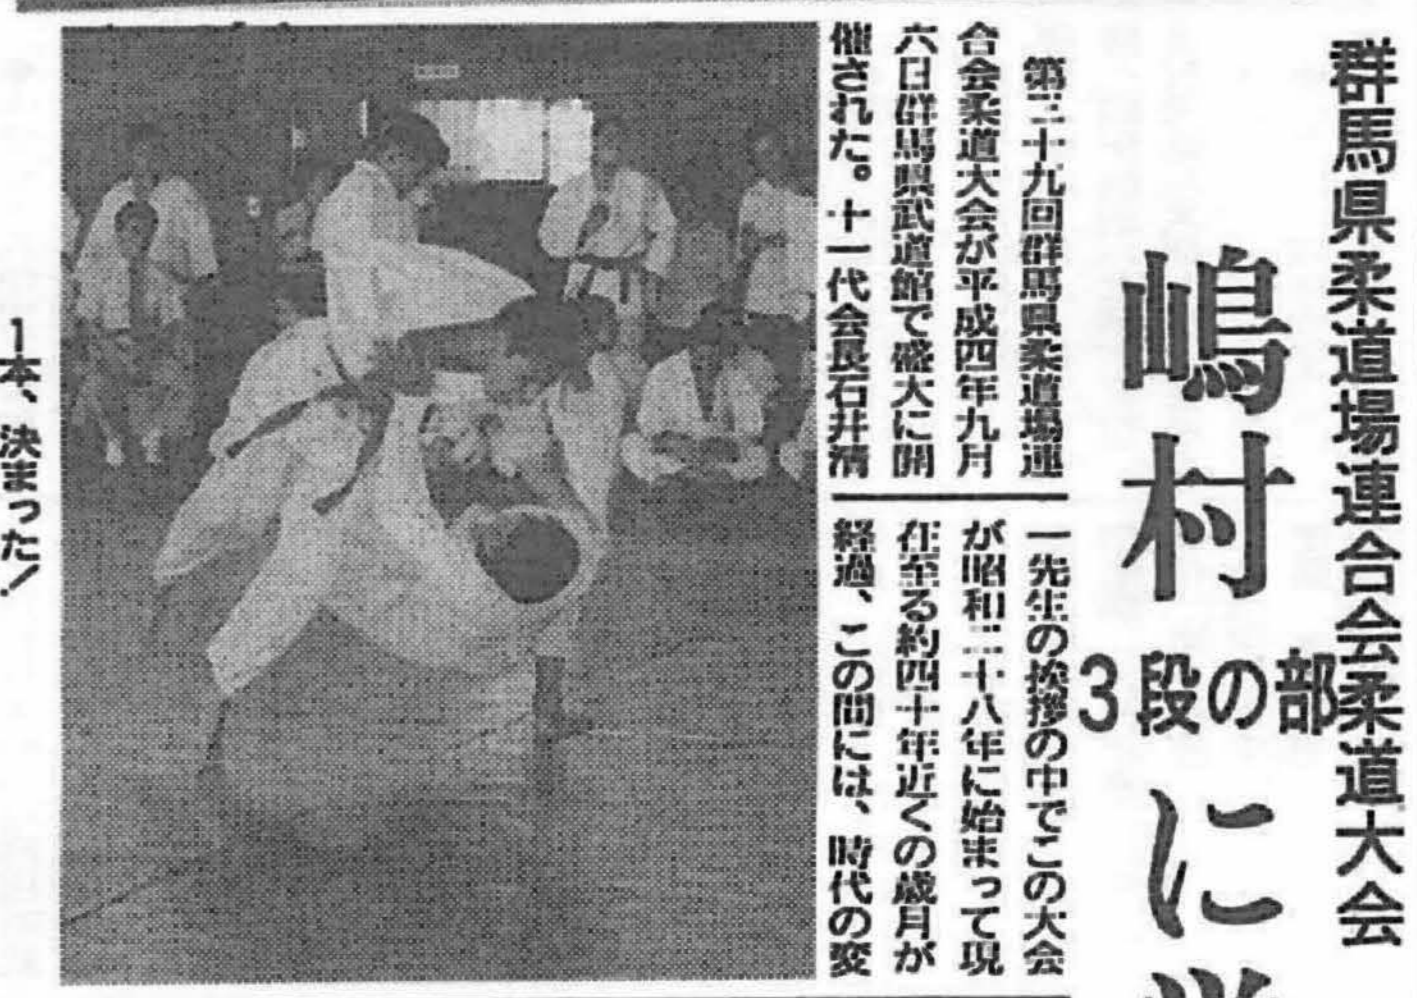 群馬県柔道場連合会柔道大会
嶋村
3段の部
に
第三十九回群馬県柔道場連
合会柔道大会が平成四年九月
六日群馬県武道館で盛大に開
催された。十一代会長石井清
一先生の挨拶の中でこの大会
が昭和二十八年に始まって現
在至る約四十年近くの歳月が
経過、この間には、時代の変
1本、決まった！